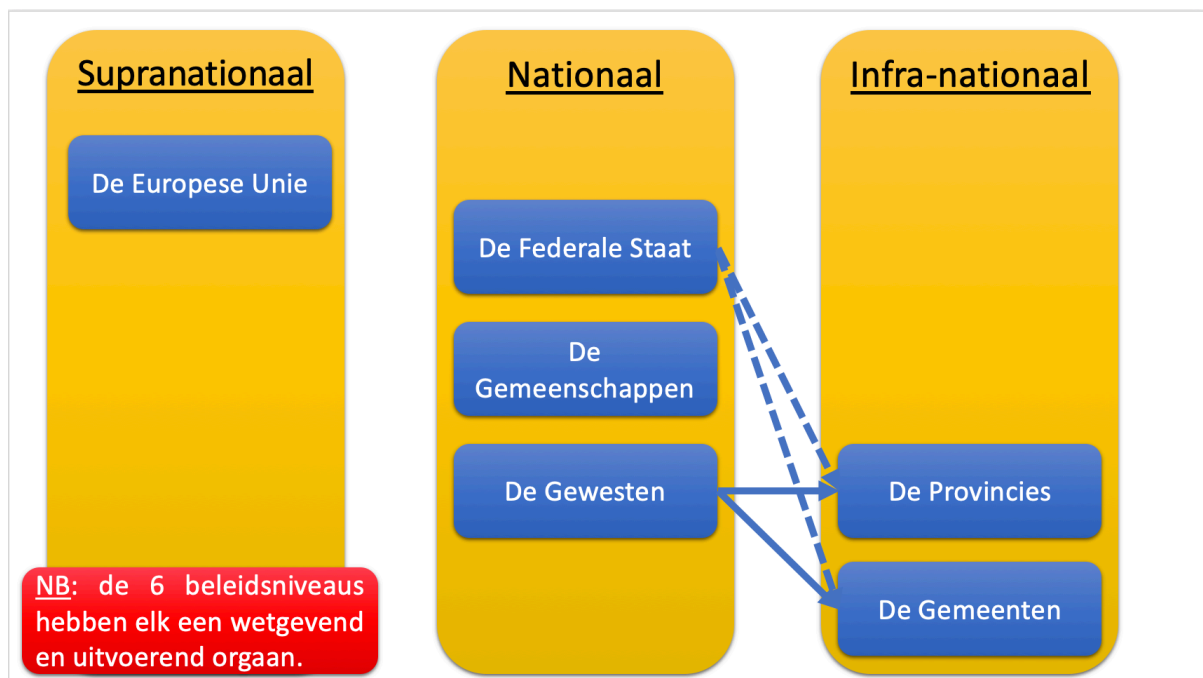 Supranationaal
De Europese Unie
NB: de 6 beleidsniveaus
hebben elk een wetgevend
en uitvoerend orgaan.
Nationaal
De Federale Staat
De
Gemeenschappen
De Gewesten
Infra-nationaal
De Provincies
De Gemeenten